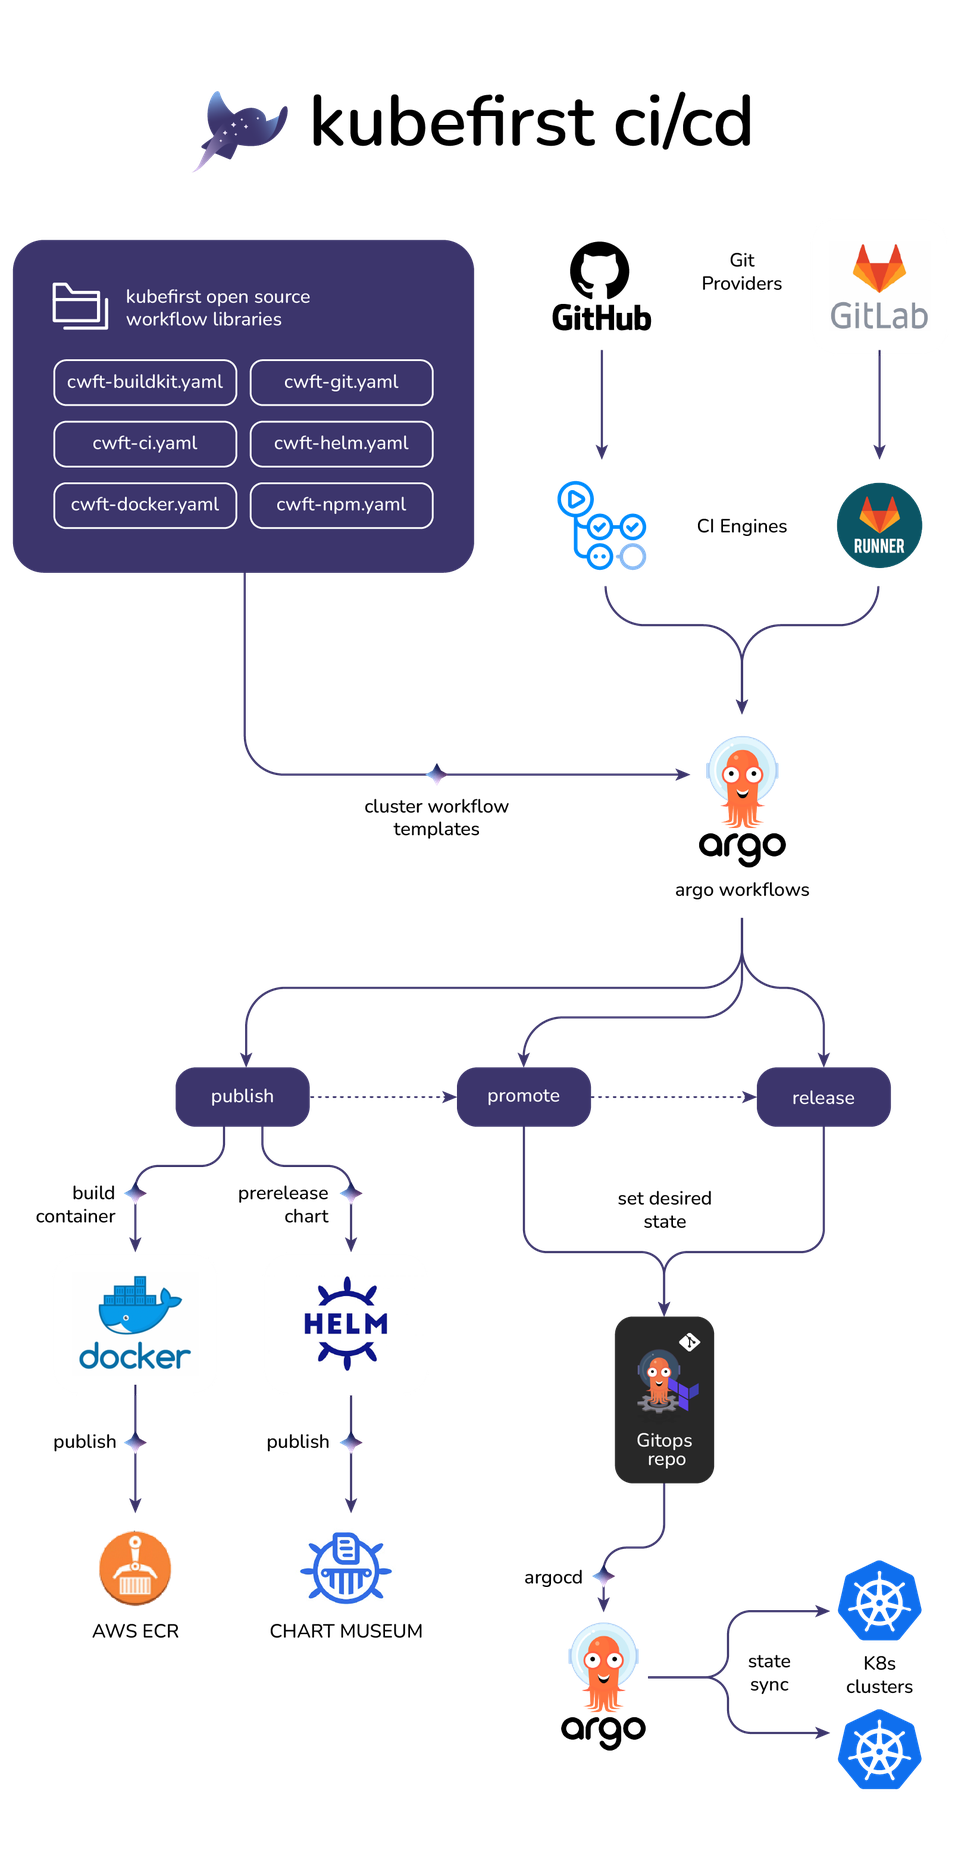 kubefirst ci/cd
kubefirst open source
workflow libraries
cwft-buildkit.yaml
cwft-git.yaml
cwft-ci.yaml
cwft-helm.yaml
cwft-docker.yaml
cwft-npm.yaml
GitHub
Git
Providers
GitLab
CI Engines
RUNNER
cluster workflow
templates
argo
argo workflows
publish
promote
release
build
container
prerelease
chart
set desired
state
docker
HELM
Gitops
repo
publish
publish
AWS ECR
CHART MUSEUM
argocd
argo
state
sync
K8s
clusters